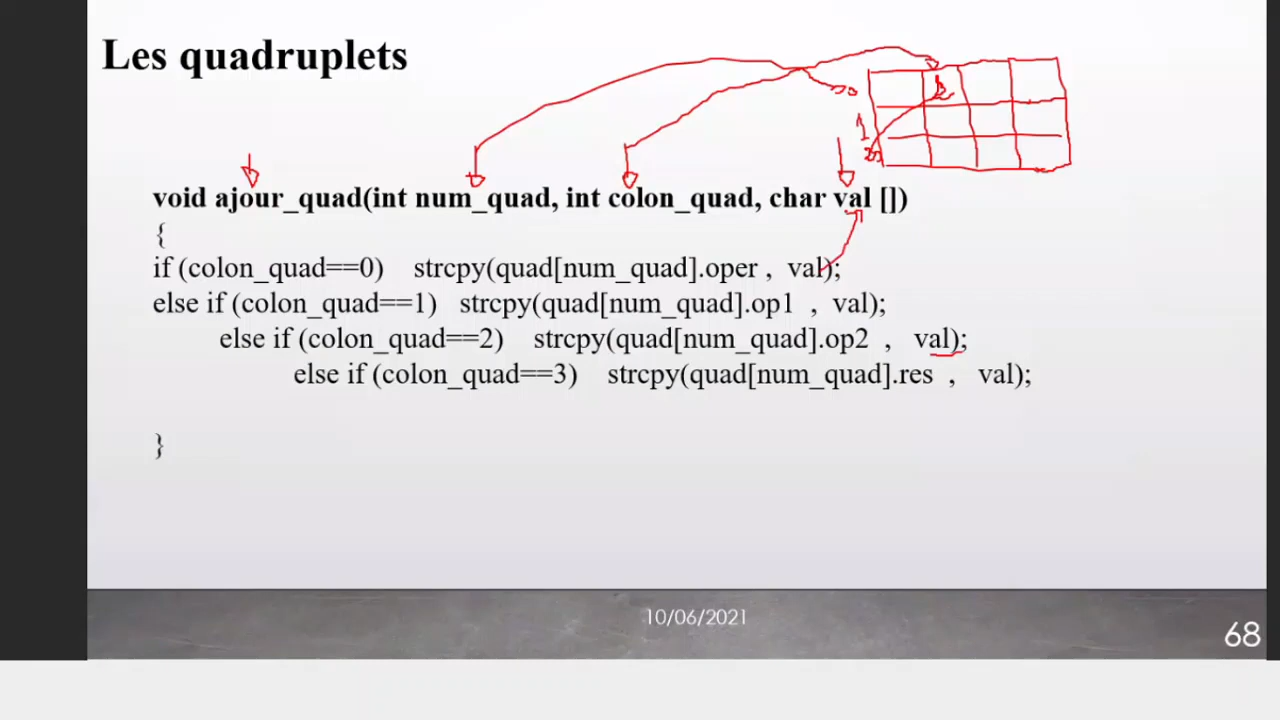 Les quadruplets
void ajour_quad(int num_quad, int colon_quad, char val [])
{
if (colon_quad==0) strcpy(quad[num_quad].oper , val);
else if (colon_quad==1) strcpy(quad[num_quad].op1 , val);
else if (colon_quad==2) strcpy(quad[num_quad].op2 , val);
else if (colon_quad==3) strcpy(quad[num_quad].res , val);
}
10/06/2021
68